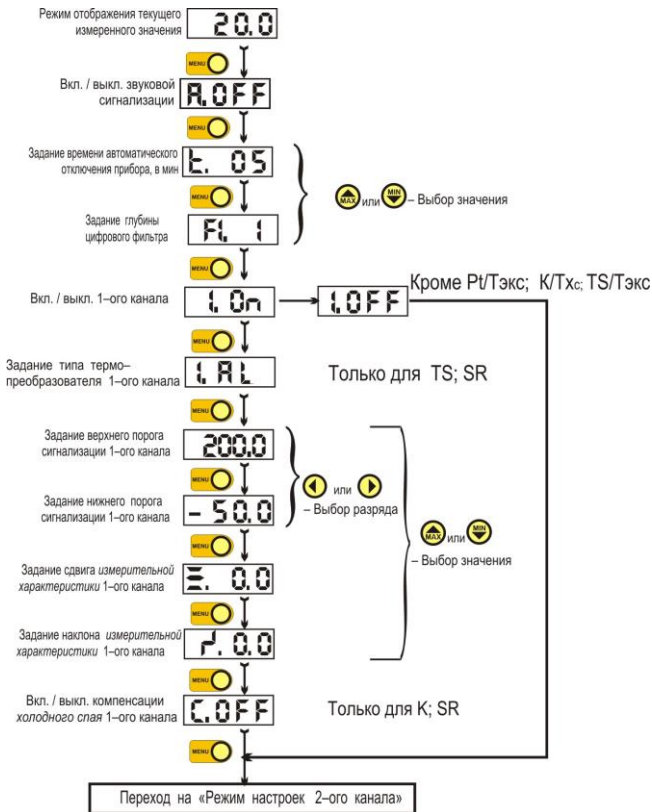 Режим отображения текущего
измеренного значения
20.0
MENU
Вкл. / выкл. звуковой
сигнализации
A.OFF
MENU
Задание времени автоматического
отключения прибора, в мин
t. 05
MENU
MAX или MIN – Выбор значения
Задание глубины
цифрового фильтра
FL. 1
MENU
Вкл. / выкл. 1–ого канала
1. On
1.OFF
Кроме Pt/Тэкс; К/Тхс; TS/Тэкс
MENU
Задание типа термо–
преобразователя 1–ого канала
1. AL
Только для TS; SR
MENU
Задание верхнего порога
сигнализации 1–ого канала
200.0
MENU
или
– Выбор разряда
Задание нижнего порога
сигнализации 1–ого канала
- 50.0
MAX или MIN
– Выбор значения
MENU
Задание сдвига измерительной
характеристики 1–ого канала
0.0
MENU
Задание наклона измерительной
характеристики 1–ого канала
0.0
MENU
Вкл. / выкл. компенсации
холодного спая 1–ого канала
C.OFF
Только для K; SR
MENU
Переход на «Режим настроек 2–ого канала»